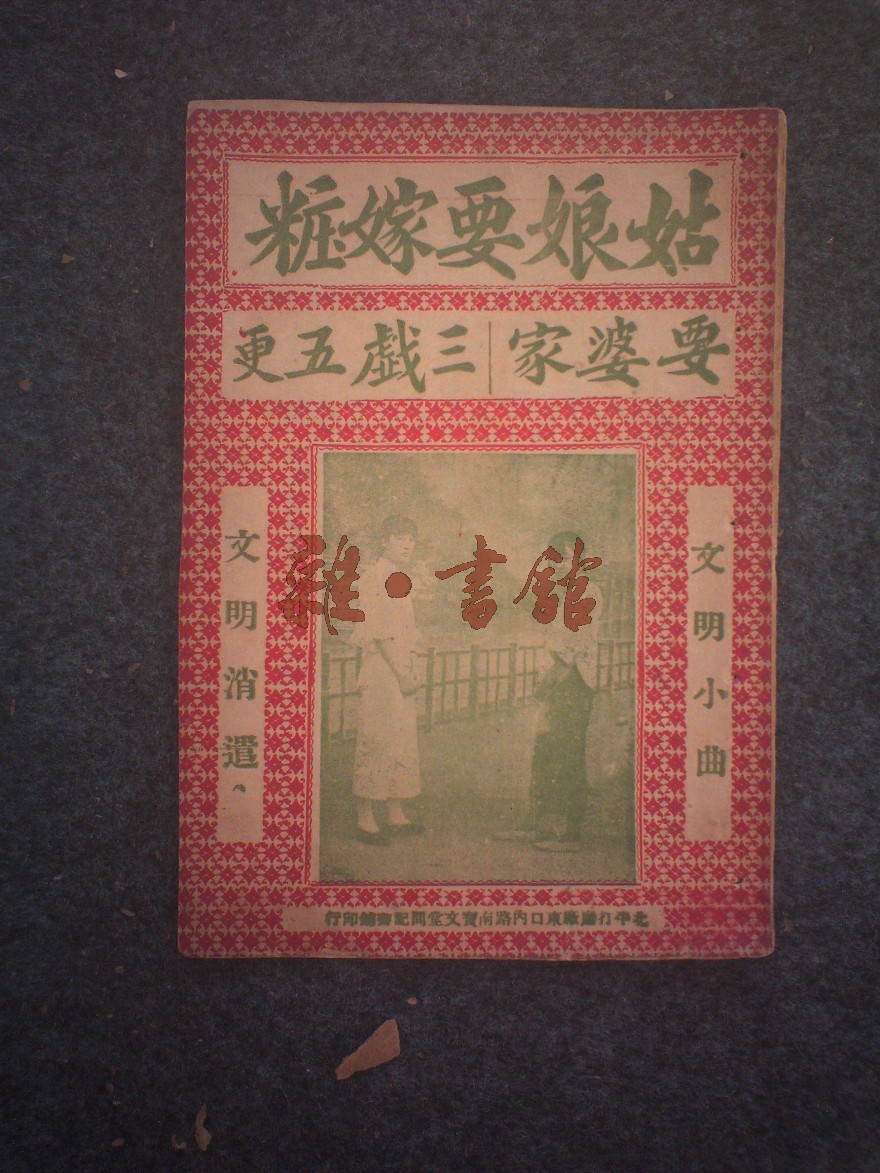 姑娘要嫁粧
要婆家｜三戲五更
文明小曲
文明消遣
雜·書舘
北平打磨廠東口內路南寶文堂同記書鋪印行